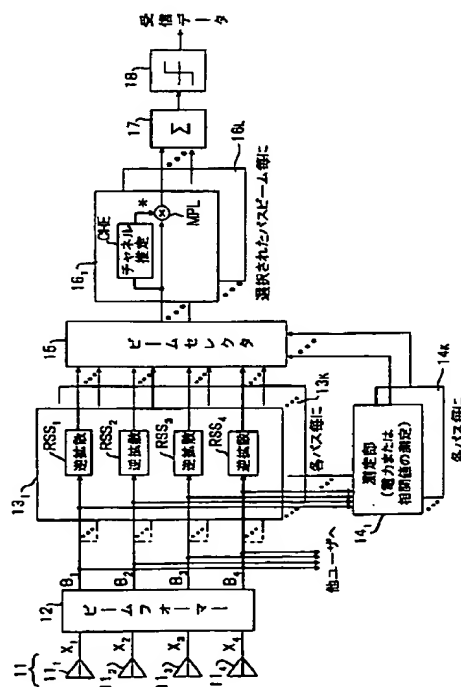 11
11₁
11₂
11₃
11₄
X₁
X₂
X₃
X₄
12
ビームフォーマー
B₁
B₂
B₃
B₄
他ユーザへ
13₁
RSS₁
逆拡散
RSS₂
逆拡散
RSS₃
逆拡散
RSS₄
逆拡散
13K
各パス毎に
測定部
(電力または
相関値の測定)
14₁
14K
各パス毎に
15
ビームセレクタ
16₁
CHE
チャネル
推定
*
×
MPL
16L
選択されたパスビーム毎に
17
Σ
18
受信
データ